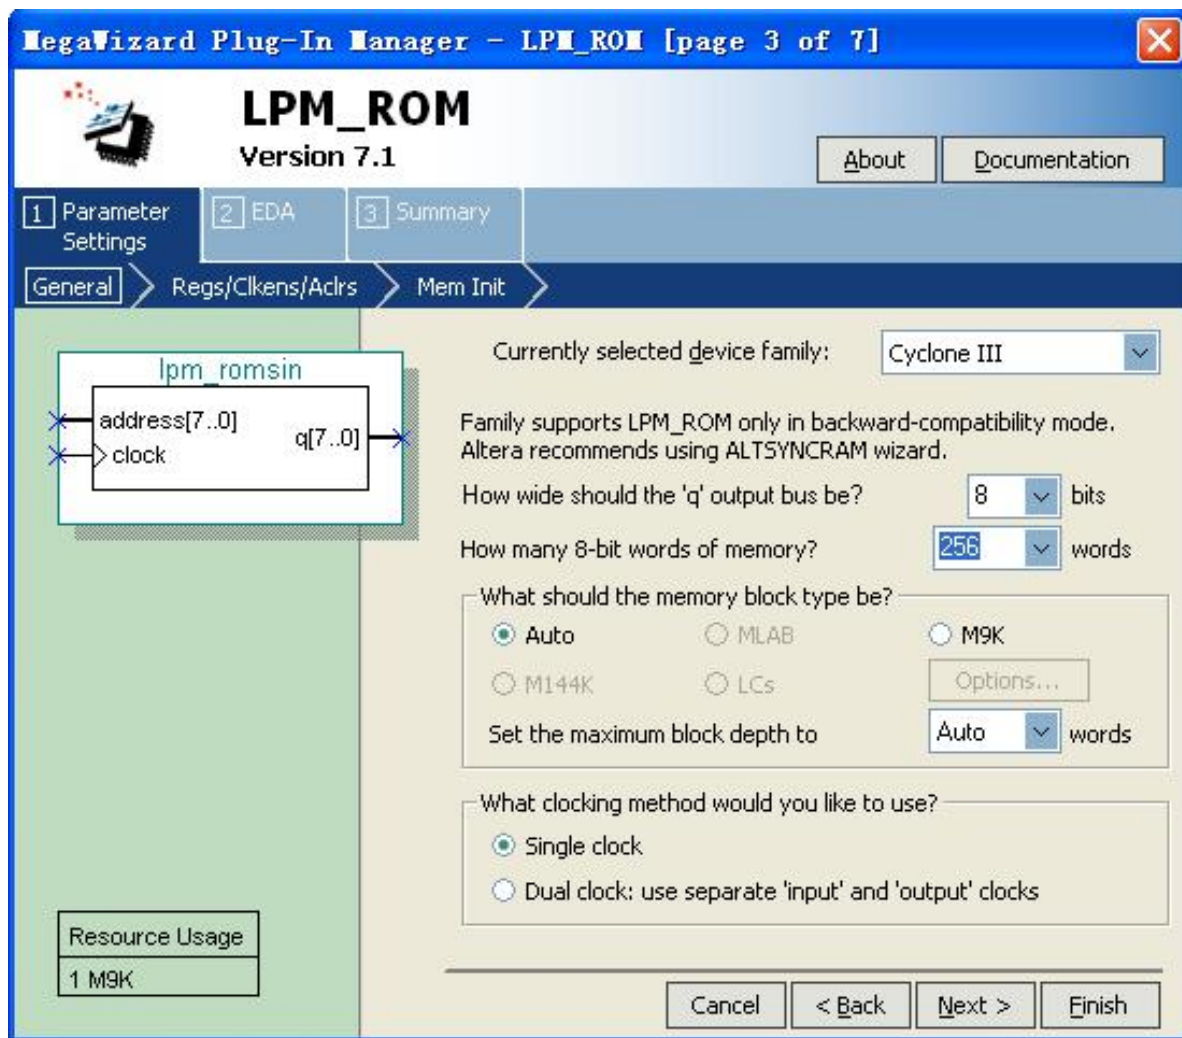 MegaWizard Plug-In Manager - LPM_ROM [page 3 of 7]
LPM_ROM
Version 7.1
About
Documentation
1 Parameter Settings
2 EDA
3 Summary
General
Regs/Clkens/Aclrs
Mem Init
lpm_romsin
address[7..0]
clock
q[7..0]
Resource Usage
1 M9K
Currently selected device family:
Cyclone III
Family supports LPM_ROM only in backward-compatibility mode.
Altera recommends using ALTSYNCRAM wizard.
How wide should the 'q' output bus be?
8
bits
How many 8-bit words of memory?
256
words
What should the memory block type be?
Auto
MLAB
M9K
M144K
LCs
Options...
Set the maximum block depth to
Auto
words
What clocking method would you like to use?
Single clock
Dual clock: use separate 'input' and 'output' clocks
Cancel
< Back
Next >
Finish